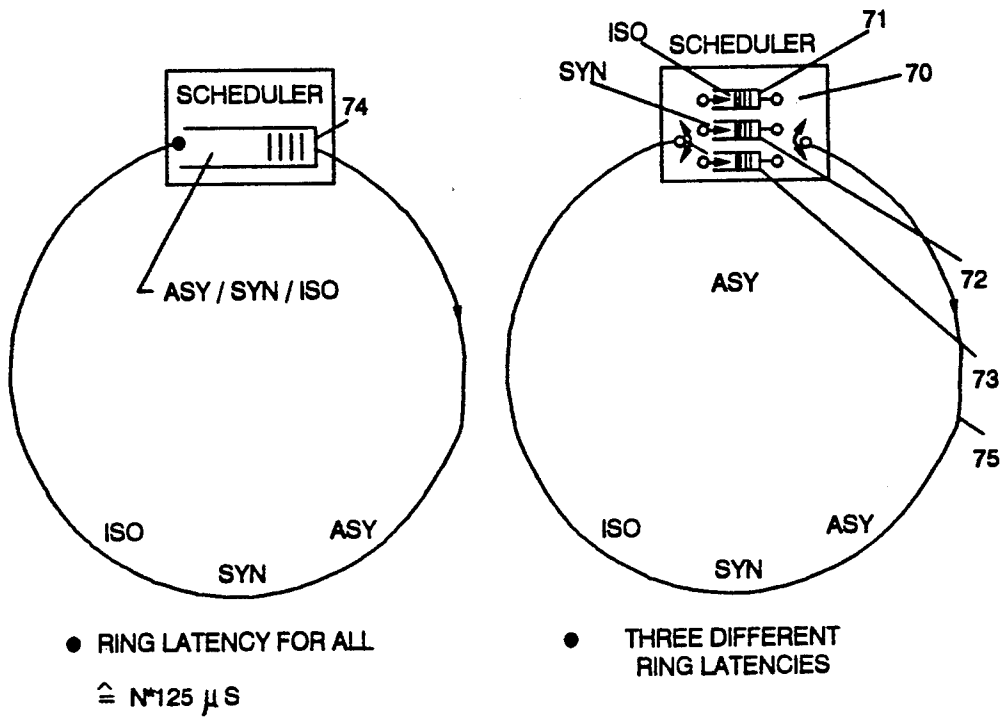 SCHEDULER
74
ASY / SYN / ISO
ISO
SYN
ASY
● RING LATENCY FOR ALL
≙ N*125 μ S
ISO
SCHEDULER
71
SYN
70
ASY
72
73
75
ISO
SYN
ASY
● THREE DIFFERENT
RING LATENCIES